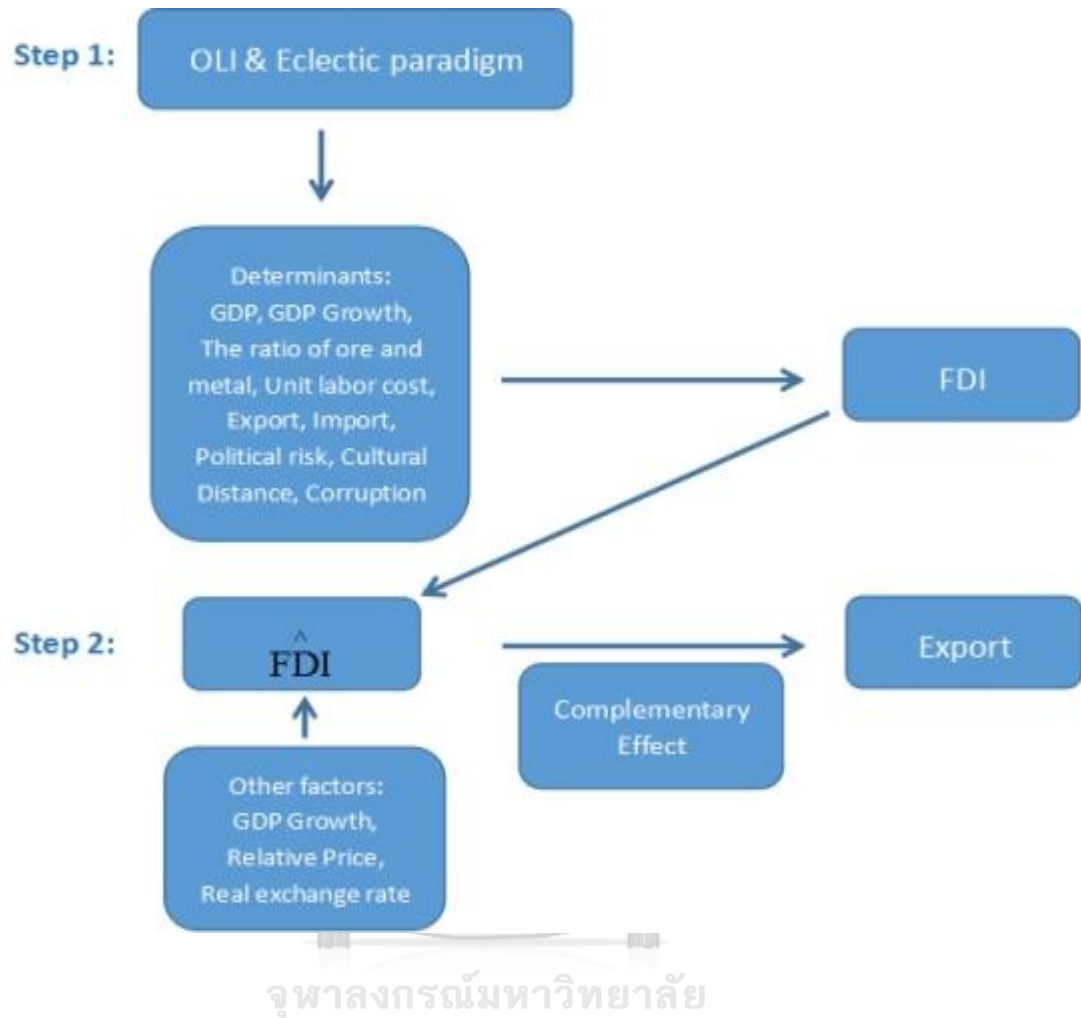 Step 1:
OLI & Eclectic paradigm
Determinants:
GDP, GDP Growth,
The ratio of ore and
metal, Unit labor cost,
Export, Import,
Political risk, Cultural
Distance, Corruption
FDI
Step 2:
^
FDI
Complementary
Effect
Export
Other factors:
GDP Growth,
Relative Price,
Real exchange rate
จุฬาลงกรณ์มหาวิทยาลัย